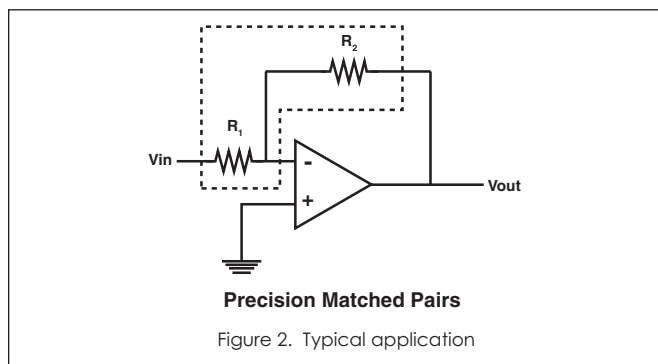 R2
R1
Vin
-
+
Vout
Precision Matched Pairs
Figure 2. Typical application